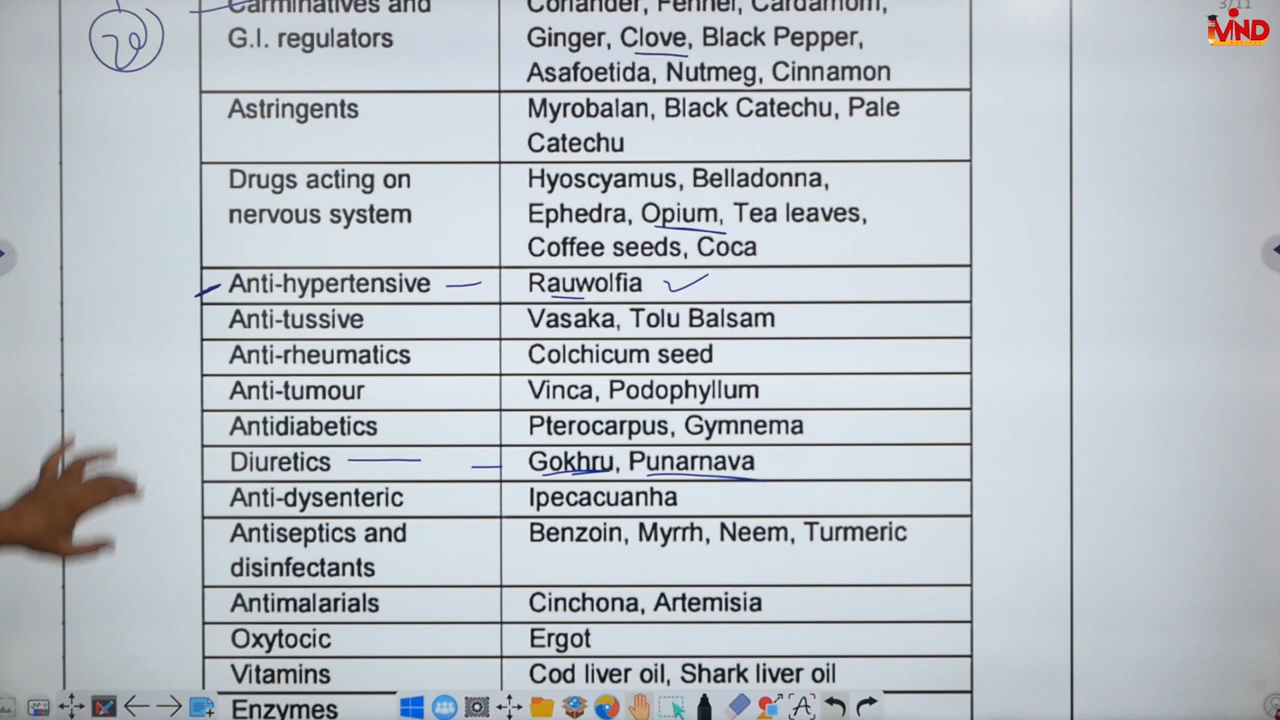 3/11
iMIND
Carminatives and
G.I. regulators
Coriander, Fennel, Cardamom,
Ginger, Clove, Black Pepper,
Asafoetida, Nutmeg, Cinnamon
Astringents
Myrobalan, Black Catechu, Pale
Catechu
Drugs acting on
nervous system
Hyoscyamus, Belladonna,
Ephedra, Opium, Tea leaves,
Coffee seeds, Coca
Anti-hypertensive
Rauwolfia
Anti-tussive
Vasaka, Tolu Balsam
Anti-rheumatics
Colchicum seed
Anti-tumour
Vinca, Podophyllum
Antidiabetics
Pterocarpus, Gymnema
Diuretics
Gokhru, Punarnava
Anti-dysenteric
Ipecacuanha
Antiseptics and
disinfectants
Benzoin, Myrrh, Neem, Turmeric
Antimalarials
Cinchona, Artemisia
Oxytocic
Ergot
Vitamins
Cod liver oil, Shark liver oil
Enzymes